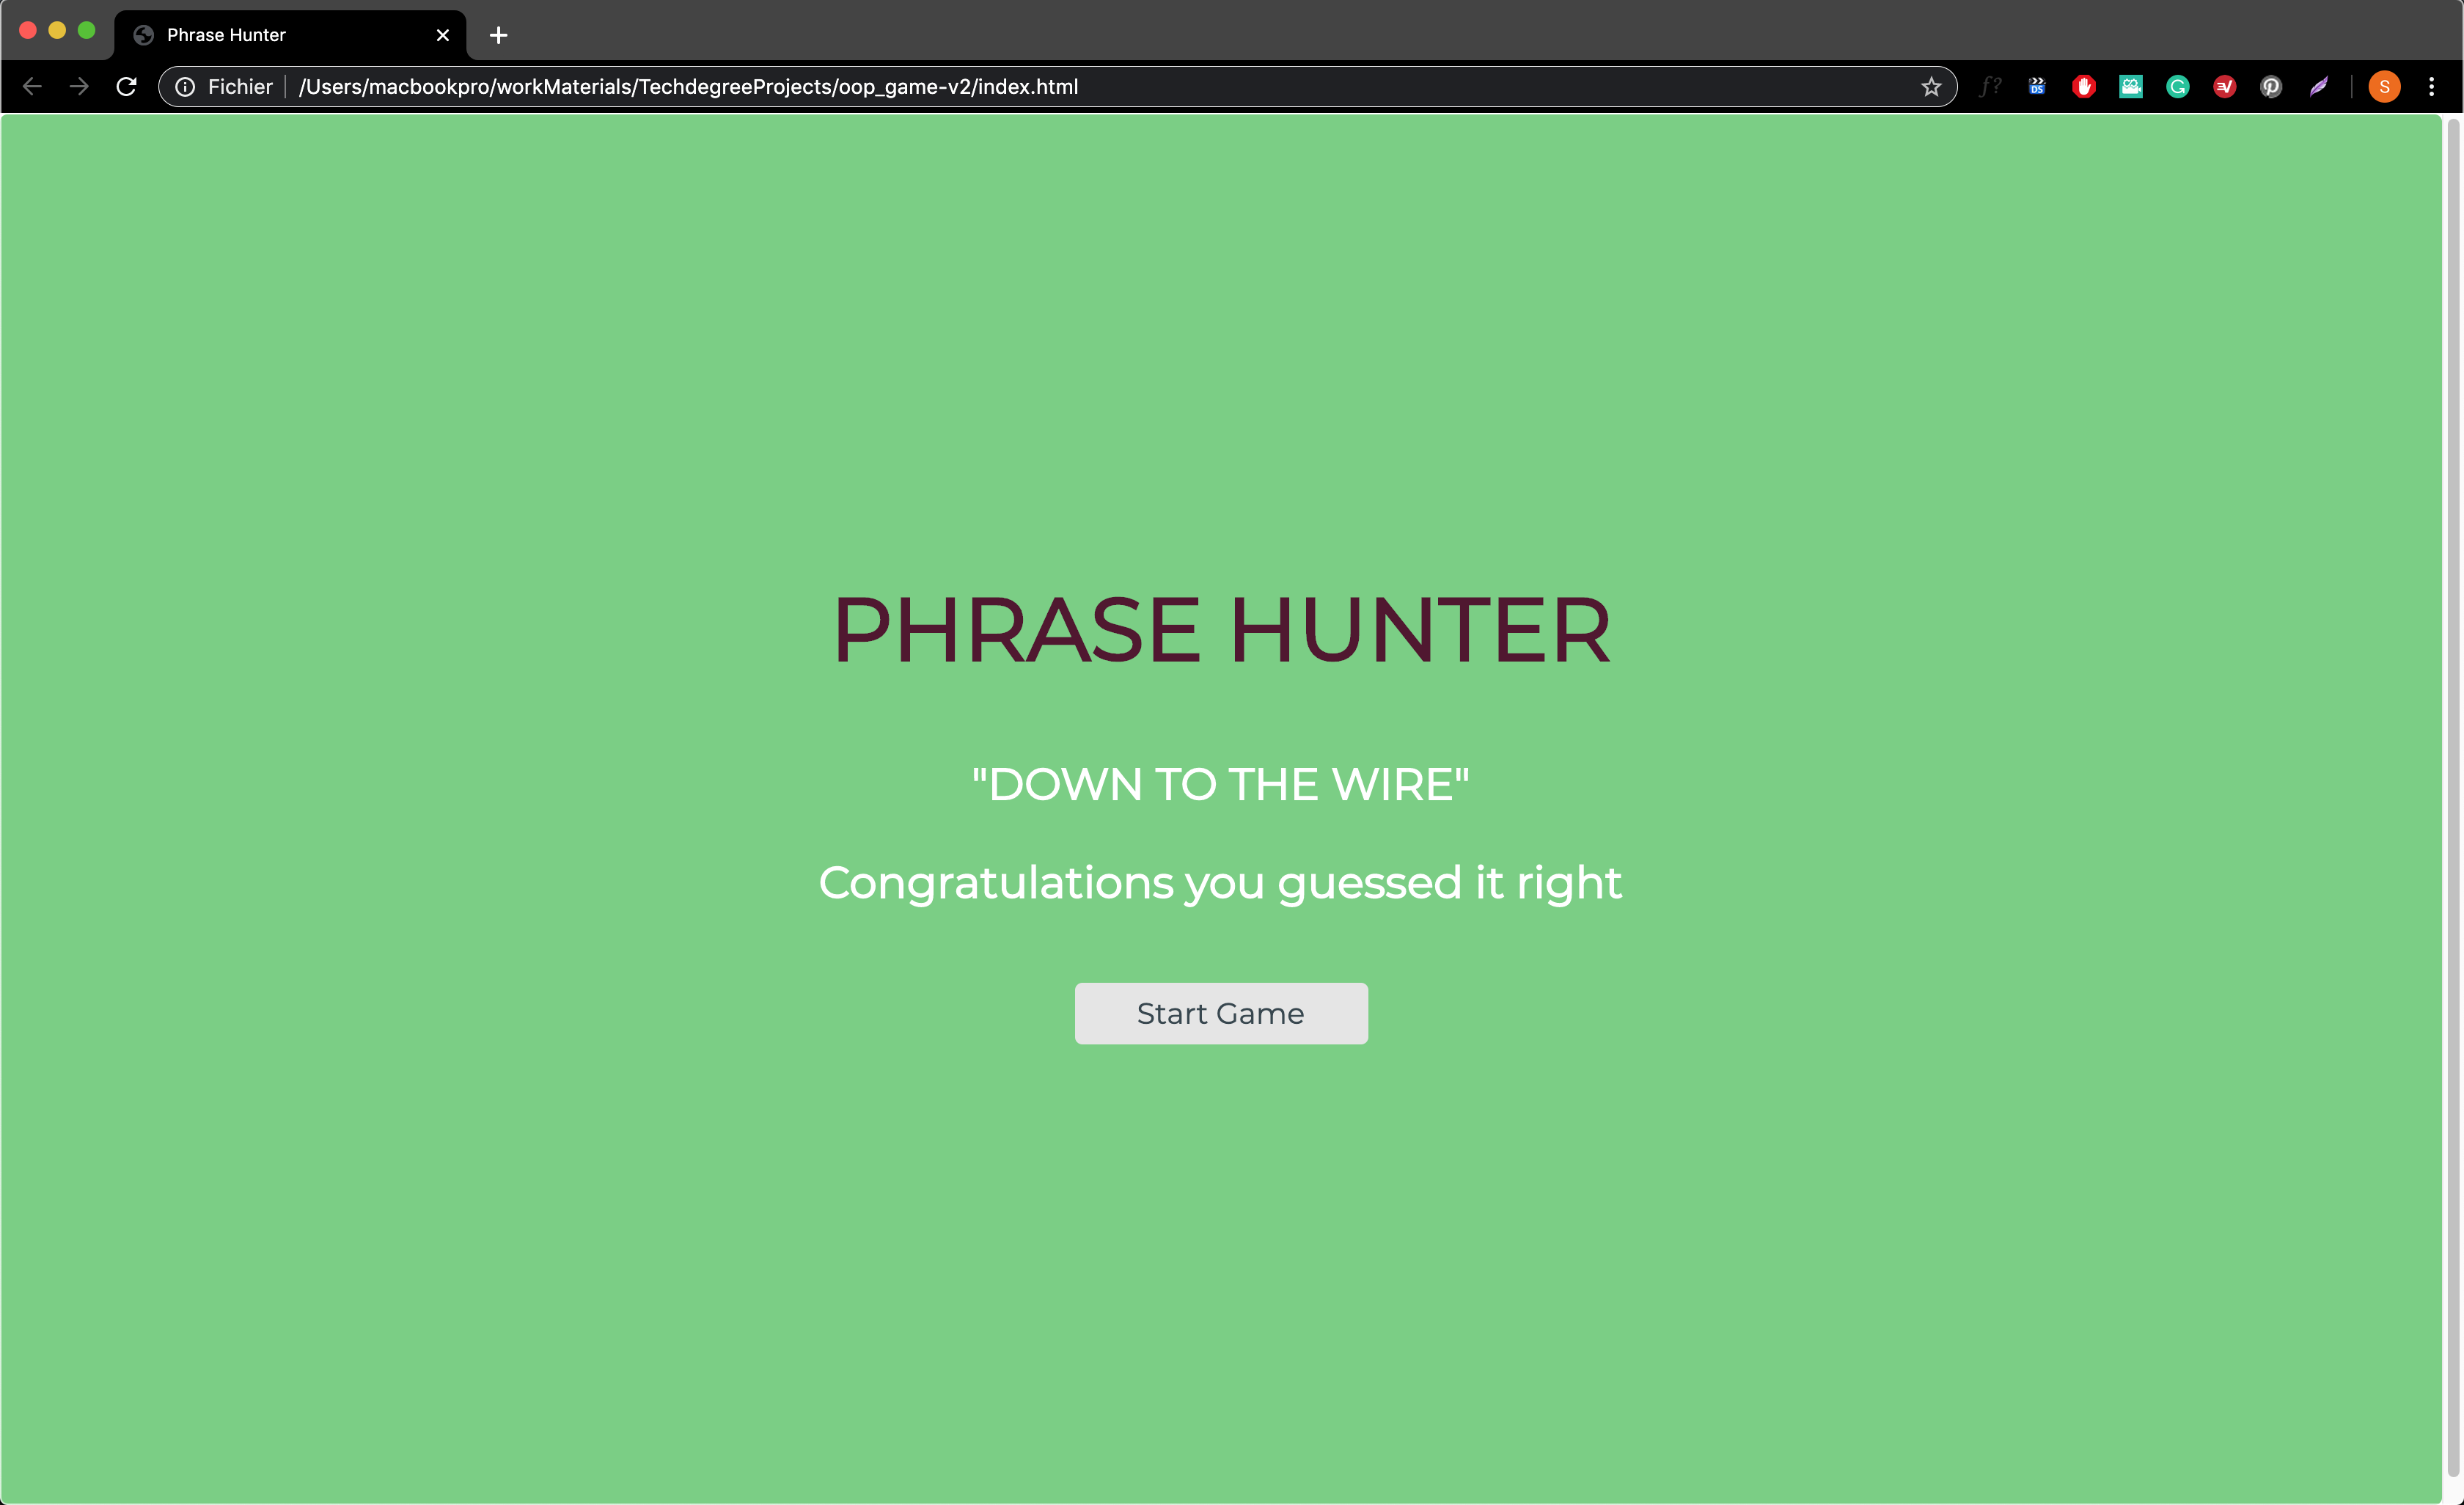 Phrase Hunter
Fichier /Users/macbookpro/workMaterials/TechdegreeProjects/oop_game-v2/index.html
f?
DS
S
PHRASE HUNTER
"DOWN TO THE WIRE"
Congratulations you guessed it right
Start Game